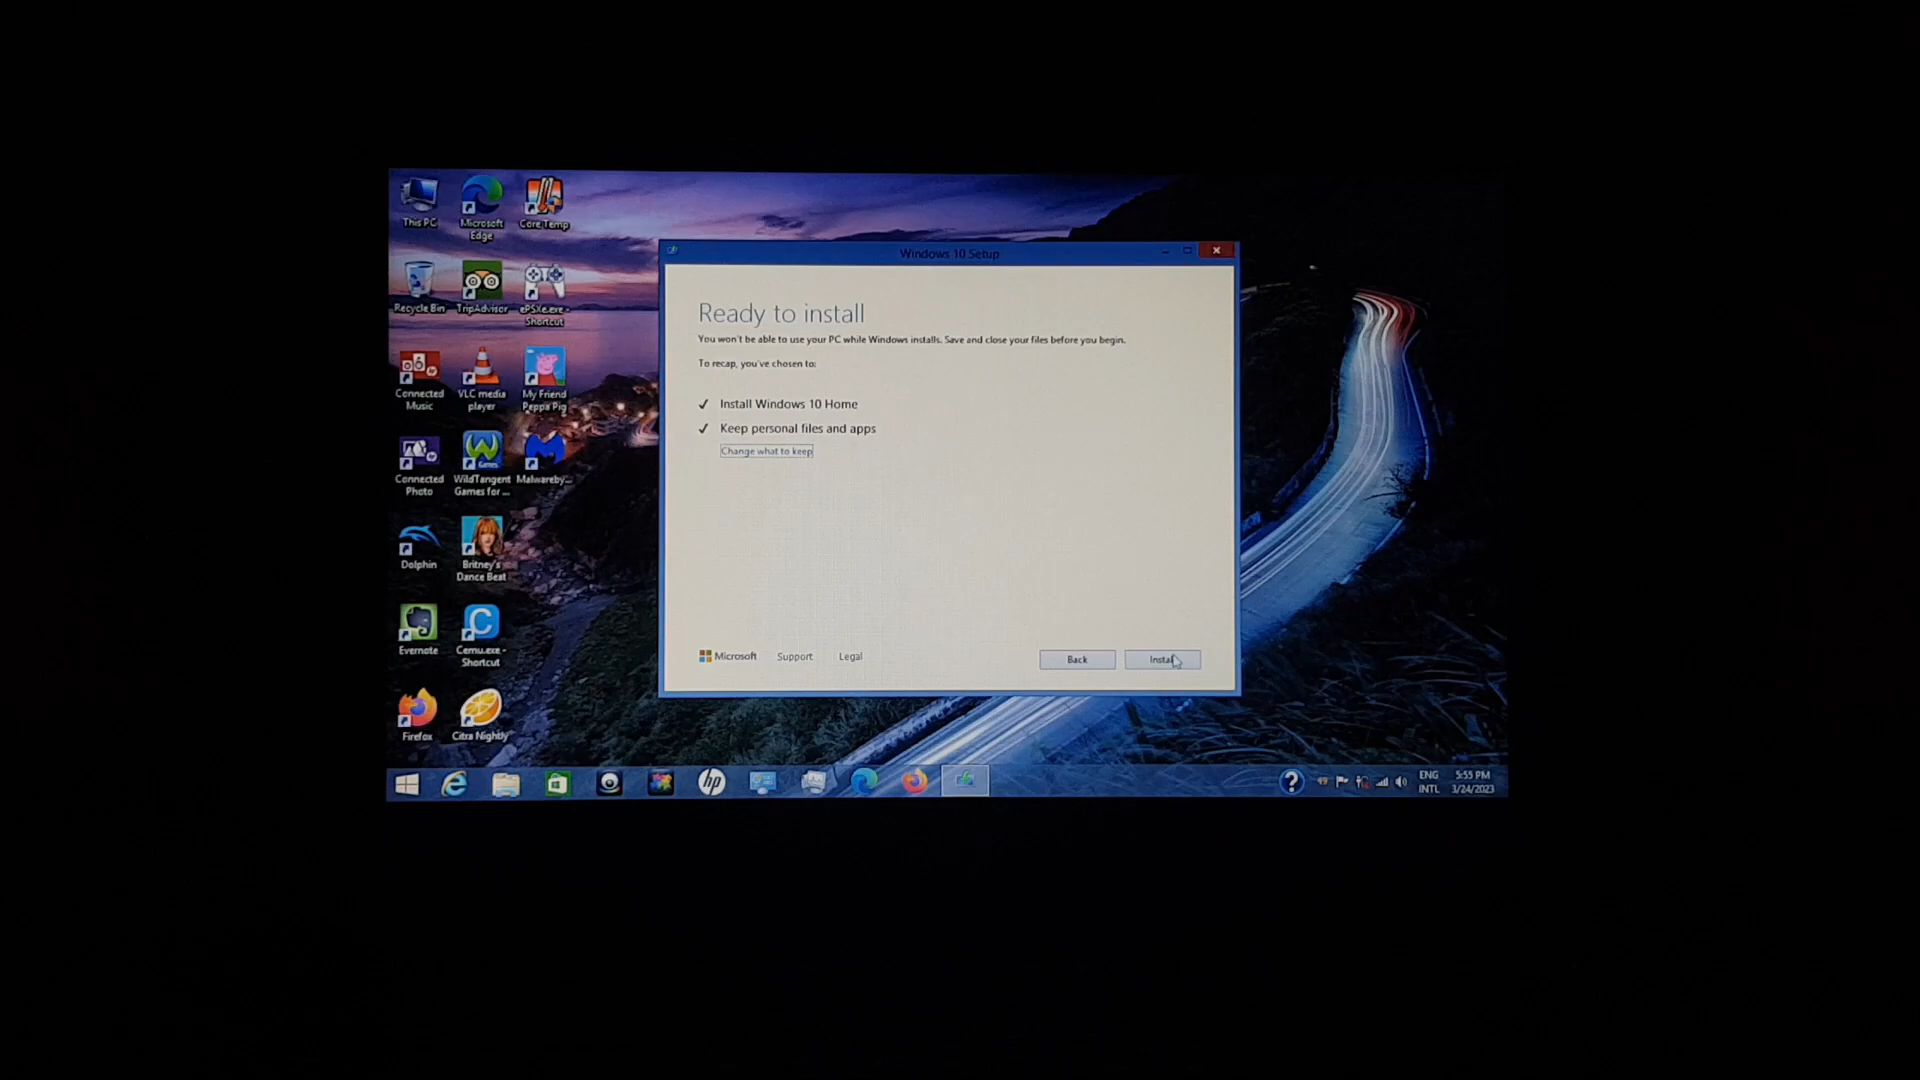 This PC
Microsoft
Edge
Core Temp
Recycle Bin
TripAdvisor
ePSXe.exe -
Shortcut
Connected
Music
VLC media
player
My Friend
Peppa Pig
Connected
Photo
WildTangent
Games for ...
Malwareby...
Dolphin
Britney's
Dance Beat
Evernote
Cemu.exe -
Shortcut
Firefox
Citra Nightly
Windows 10 Setup
Ready to install
You won't be able to use your PC while Windows installs. Save and close your files before you begin.
To recap, you've chosen to:
Install Windows 10 Home
Keep personal files and apps
Change what to keep
Microsoft
Support
Legal
Back
Install
hp
ENG
INTL
5:55 PM
3/24/2023